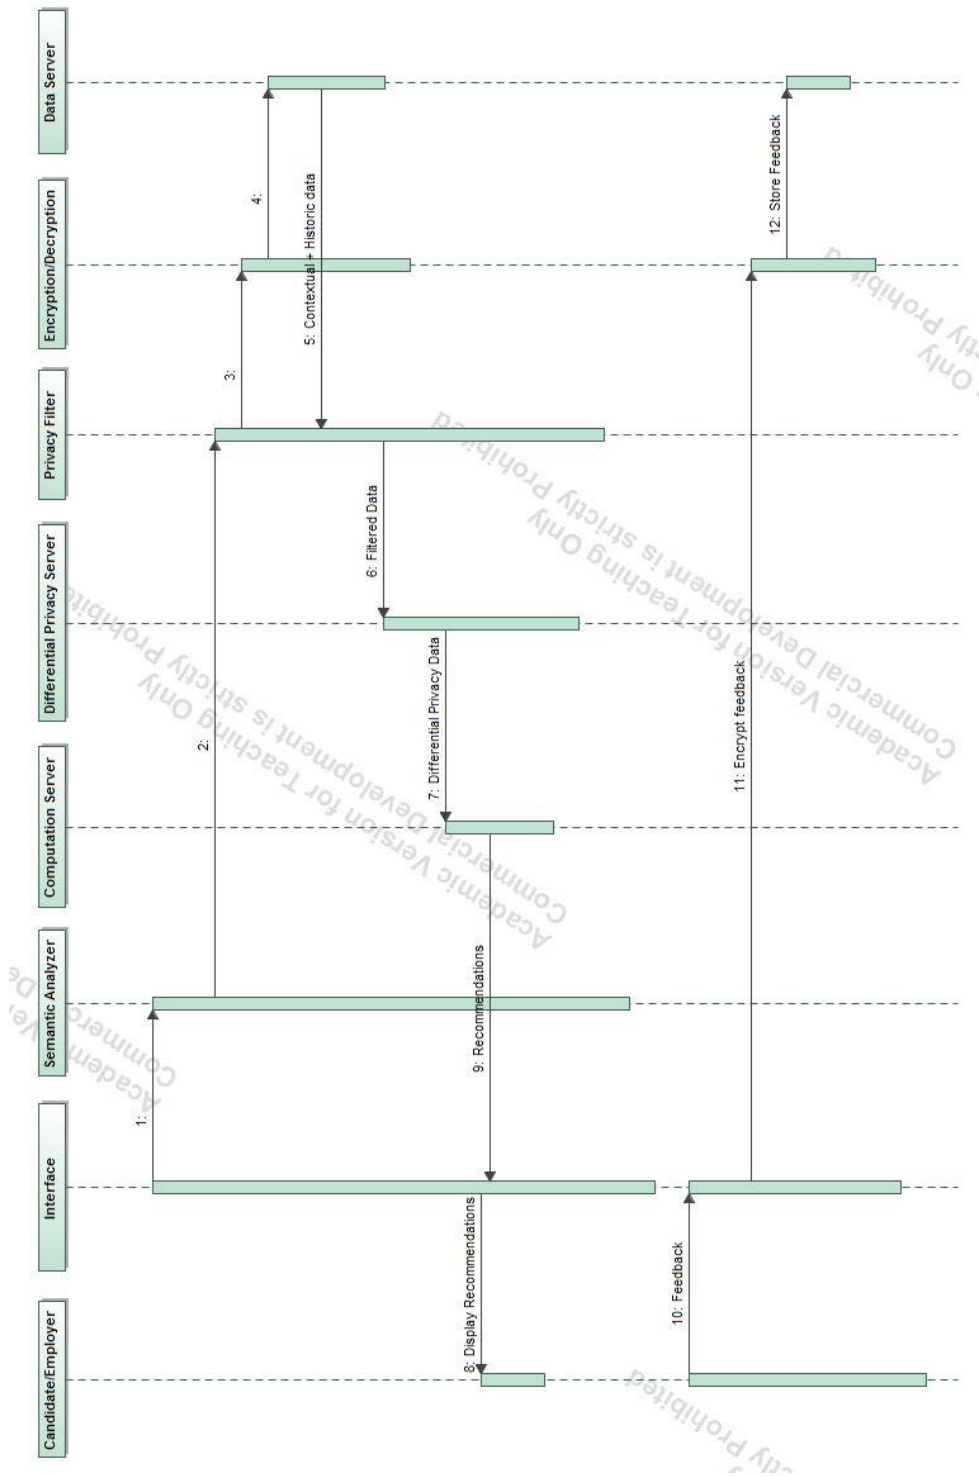 Candidate/Employer
Interface
Semantic Analyzer
Computation Server
Differential Privacy Server
Privacy Filter
Encryption/Decryption
Data Server
1:
2:
3:
4:
5: Contextual + Historic data
6: Filtered Data
7: Differential Privacy Data
8: Display Recommendations
9: Recommendations
10: Feedback
11: Encrypt feedback
12: Store Feedback
Academic Version for Teaching Only
Commercial Development is strictly Prohibited
Academic Version for Teaching Only
Commercial Development is strictly Prohibited
Only
Prohibited
Prohibited